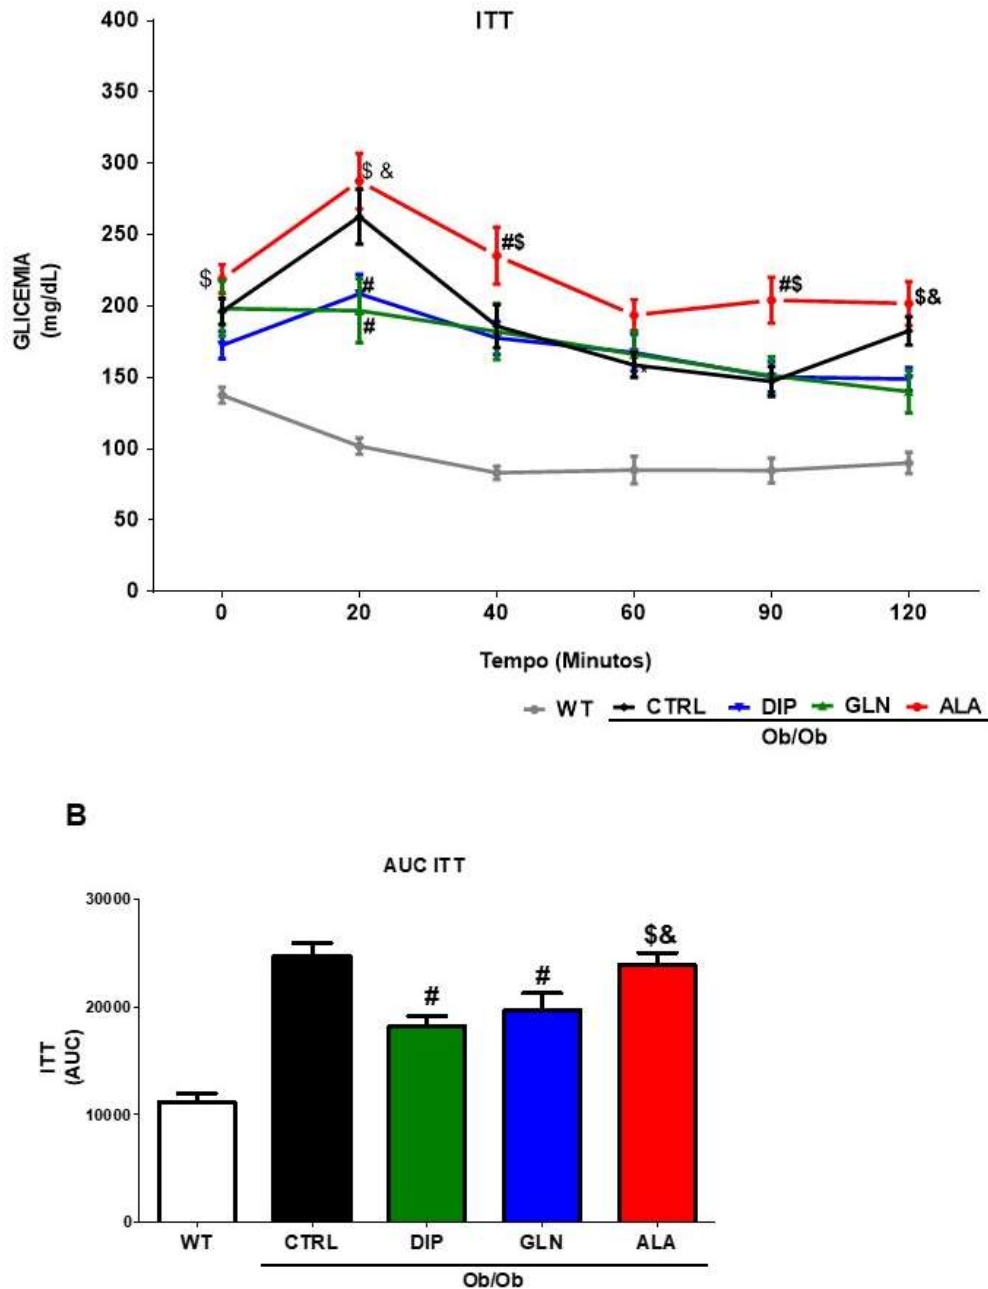 ITT
400
350
300
250
200
150
100
50
0
GLICEMIA
(mg/dL)
$
$ &
#
#
#$
*
#$
$&
0 20 40 60 90 120
Tempo (Minutos)
WT CTRL DIP GLN ALA
Ob/Ob
B
AUC ITT
30000
20000
10000
0
ITT
(AUC)
#
#
$&
WT CTRL DIP GLN ALA
Ob/Ob